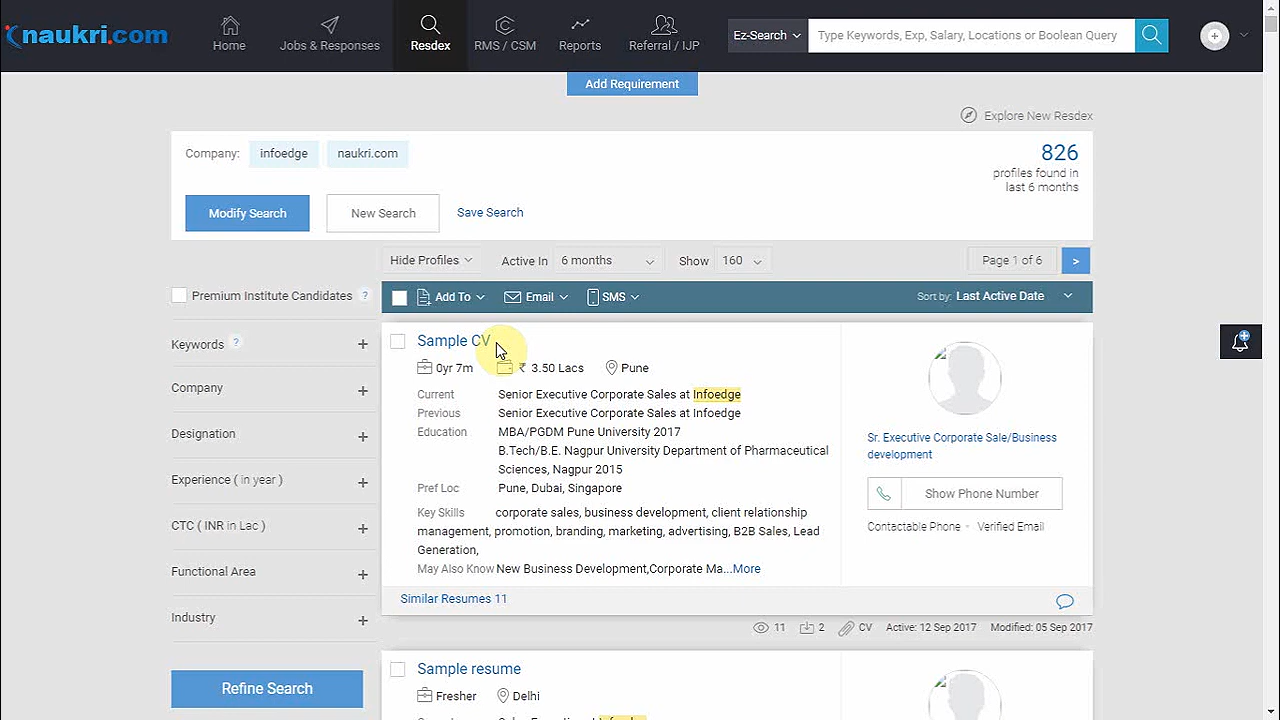 naukri.com
Home
Jobs & Responses
Resdex
RMS / CSM
Reports
Referral / IJP
Ez-Search
Type Keywords, Exp, Salary, Locations or Boolean Query
Add Requirement
Explore New Resdex
Company: infoedge naukri.com
826
profiles found in
last 6 months
Modify Search
New Search
Save Search
Hide Profiles
Active In 6 months
Show 160
Page 1 of 6 >
Premium Institute Candidates ?
Keywords ? +
Company +
Designation +
Experience ( in year ) +
CTC ( INR in Lac ) +
Functional Area +
Industry +
Refine Search
Add To
Email
SMS
Sort by: Last Active Date
Sample CV
0yr 7m ₹ 3.50 Lacs Pune
Current Senior Executive Corporate Sales at Infoedge
Previous Senior Executive Corporate Sales at Infoedge
Education MBA/PGDM Pune University 2017
B.Tech/B.E. Nagpur University Department of Pharmaceutical
Sciences, Nagpur 2015
Pref Loc Pune, Dubai, Singapore
Key Skills corporate sales, business development, client relationship
management, promotion, branding, marketing, advertising, B2B Sales, Lead
Generation,
May Also Know New Business Development,Corporate Ma...More
Sr. Executive Corporate Sale/Business
development
Show Phone Number
Contactable Phone Verified Email
Similar Resumes 11
11 2 CV Active: 12 Sep 2017 Modified: 05 Sep 2017
Sample resume
Fresher Delhi